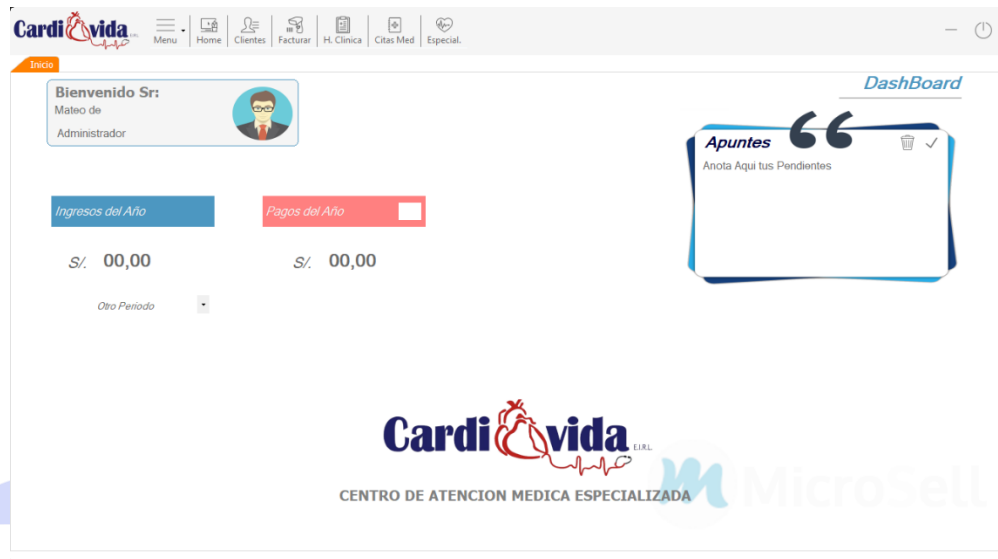 Cardi vida E.I.R.L.
Menu Home Clientes Facturar H. Clinica Citas Med Especial.
Inicio
Bienvenido Sr:
Mateo de
Administrador
DashBoard
Apuntes
Anota Aqui tus Pendientes
Ingresos del Año
Pagos del Año
S/. 00,00
S/. 00,00
Otro Periodo
Cardi vida E.I.R.L.
CENTRO DE ATENCION MEDICA ESPECIALIZADA
MicroSell